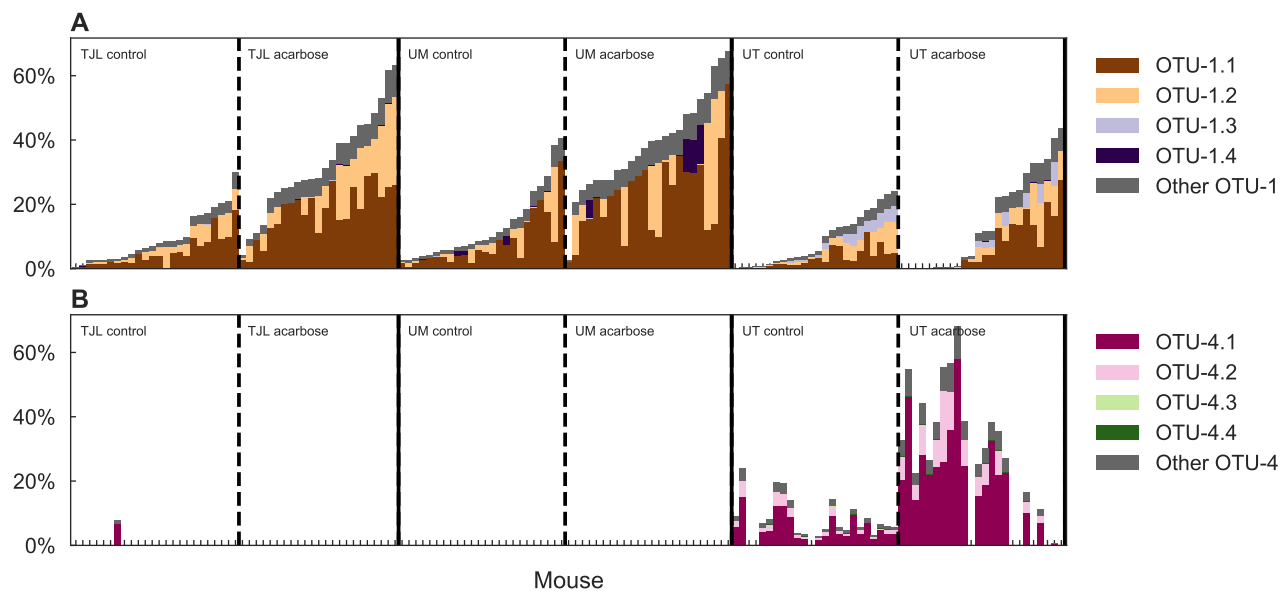 A
TJL control
TJL acarbose
UM control
UM acarbose
UT control
UT acarbose
60%
40%
20%
0%
OTU-1.1
OTU-1.2
OTU-1.3
OTU-1.4
Other OTU-1
B
TJL control
TJL acarbose
UM control
UM acarbose
UT control
UT acarbose
60%
40%
20%
0%
OTU-4.1
OTU-4.2
OTU-4.3
OTU-4.4
Other OTU-4
Mouse